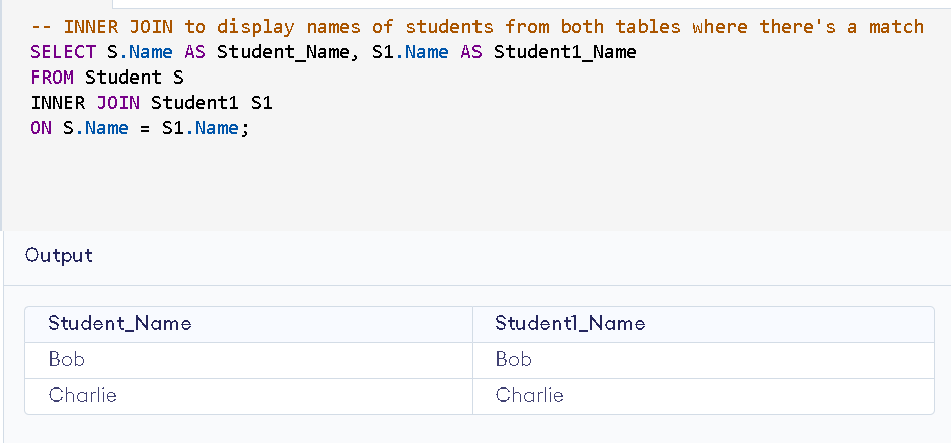 -- INNER JOIN to display names of students from both tables where there's a match
SELECT S.Name AS Student_Name, S1.Name AS Student1_Name
FROM Student S
INNER JOIN Student1 S1
ON S.Name = S1.Name;
Output
Student_Name Student1_Name
Bob Bob
Charlie Charlie